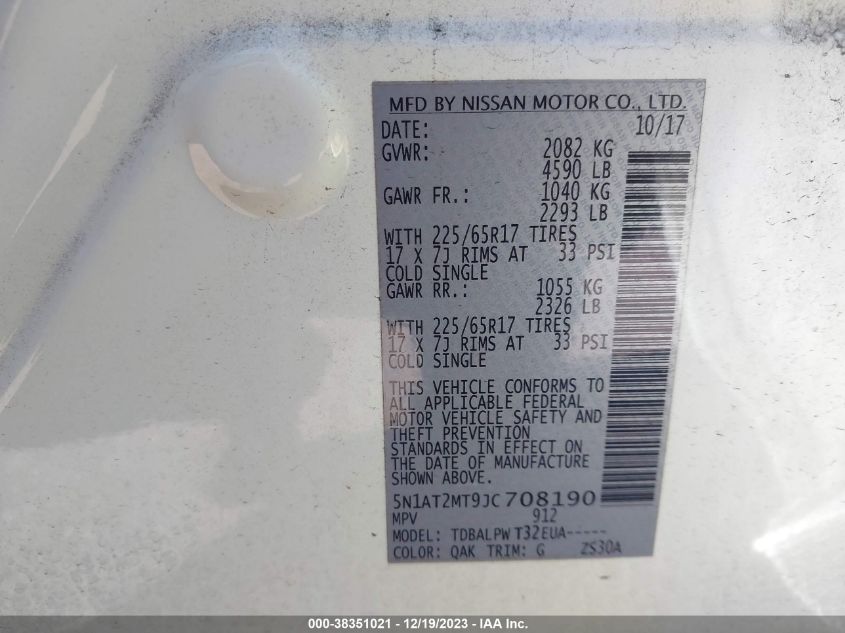 MFD BY NISSAN MOTOR CO., LTD.
DATE: 10/17
GVWR: 2082 KG
4590 LB
GAWR FR.: 1040 KG
2293 LB
WITH 225/65R17 TIRES
17 X 7J RIMS AT 33 PSI
COLD SINGLE
GAWR RR.: 1055 KG
2326 LB
WITH 225/65R17 TIRES
17 X 7J RIMS AT 33 PSI
COLD SINGLE
THIS VEHICLE CONFORMS TO
ALL APPLICABLE FEDERAL
MOTOR VEHICLE SAFETY AND
THEFT PREVENTION
STANDARDS IN EFFECT ON
THE DATE OF MANUFACTURE
SHOWN ABOVE.
5N1AT2MT9JC708190
MPV 912
MODEL: TDBALPWT32EUA-----
COLOR: QAK TRIM: G ZS30A
000-38351021 - 12/19/2023 - IAA Inc.